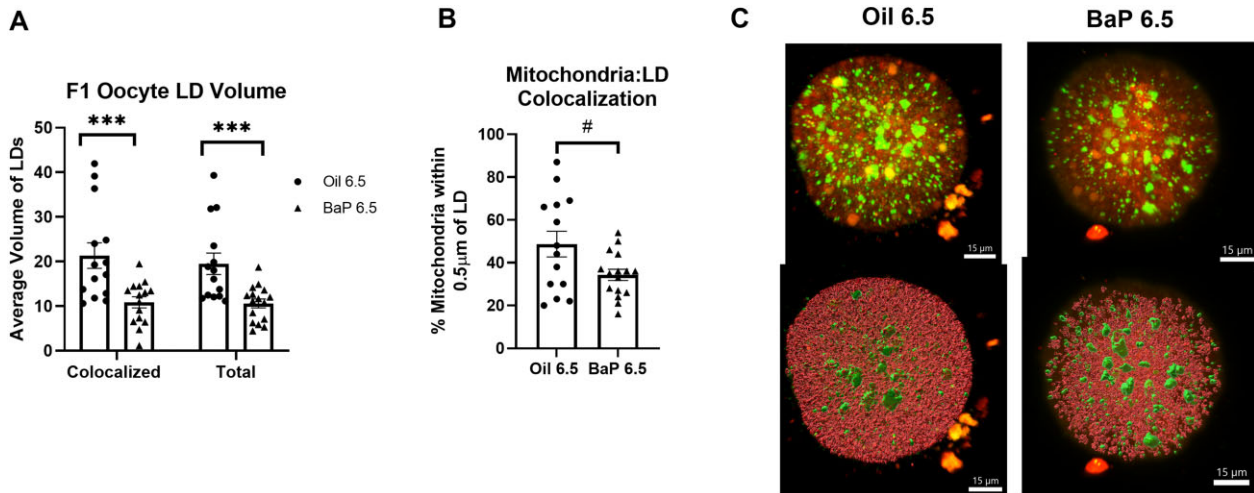 A
F1 Oocyte LD Volume
Average Volume of LDs
50
40
30
20
10
0
***
***
Colocalized
Total
Oil 6.5
BaP 6.5
B
Mitochondria:LD
Colocalization
% Mitochondria within
0.5μm of LD
100
80
60
40
20
0
#
Oil 6.5
BaP 6.5
C
Oil 6.5
BaP 6.5
15 μm
15 μm
15 μm
15 μm